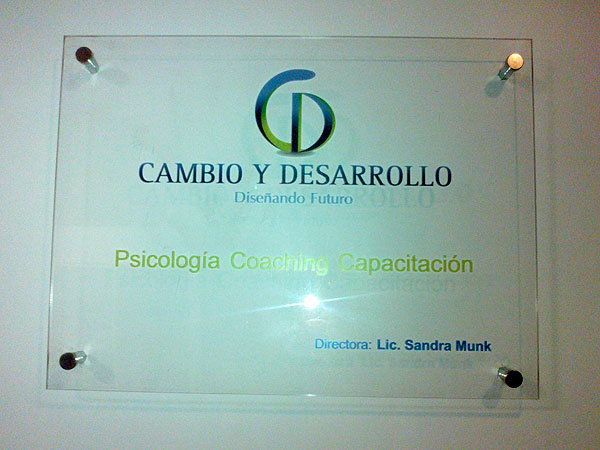 CAMBIO Y DESARROLLO
Diseñando Futuro
Psicología Coaching Capacitación
Directora: Lic. Sandra Munk